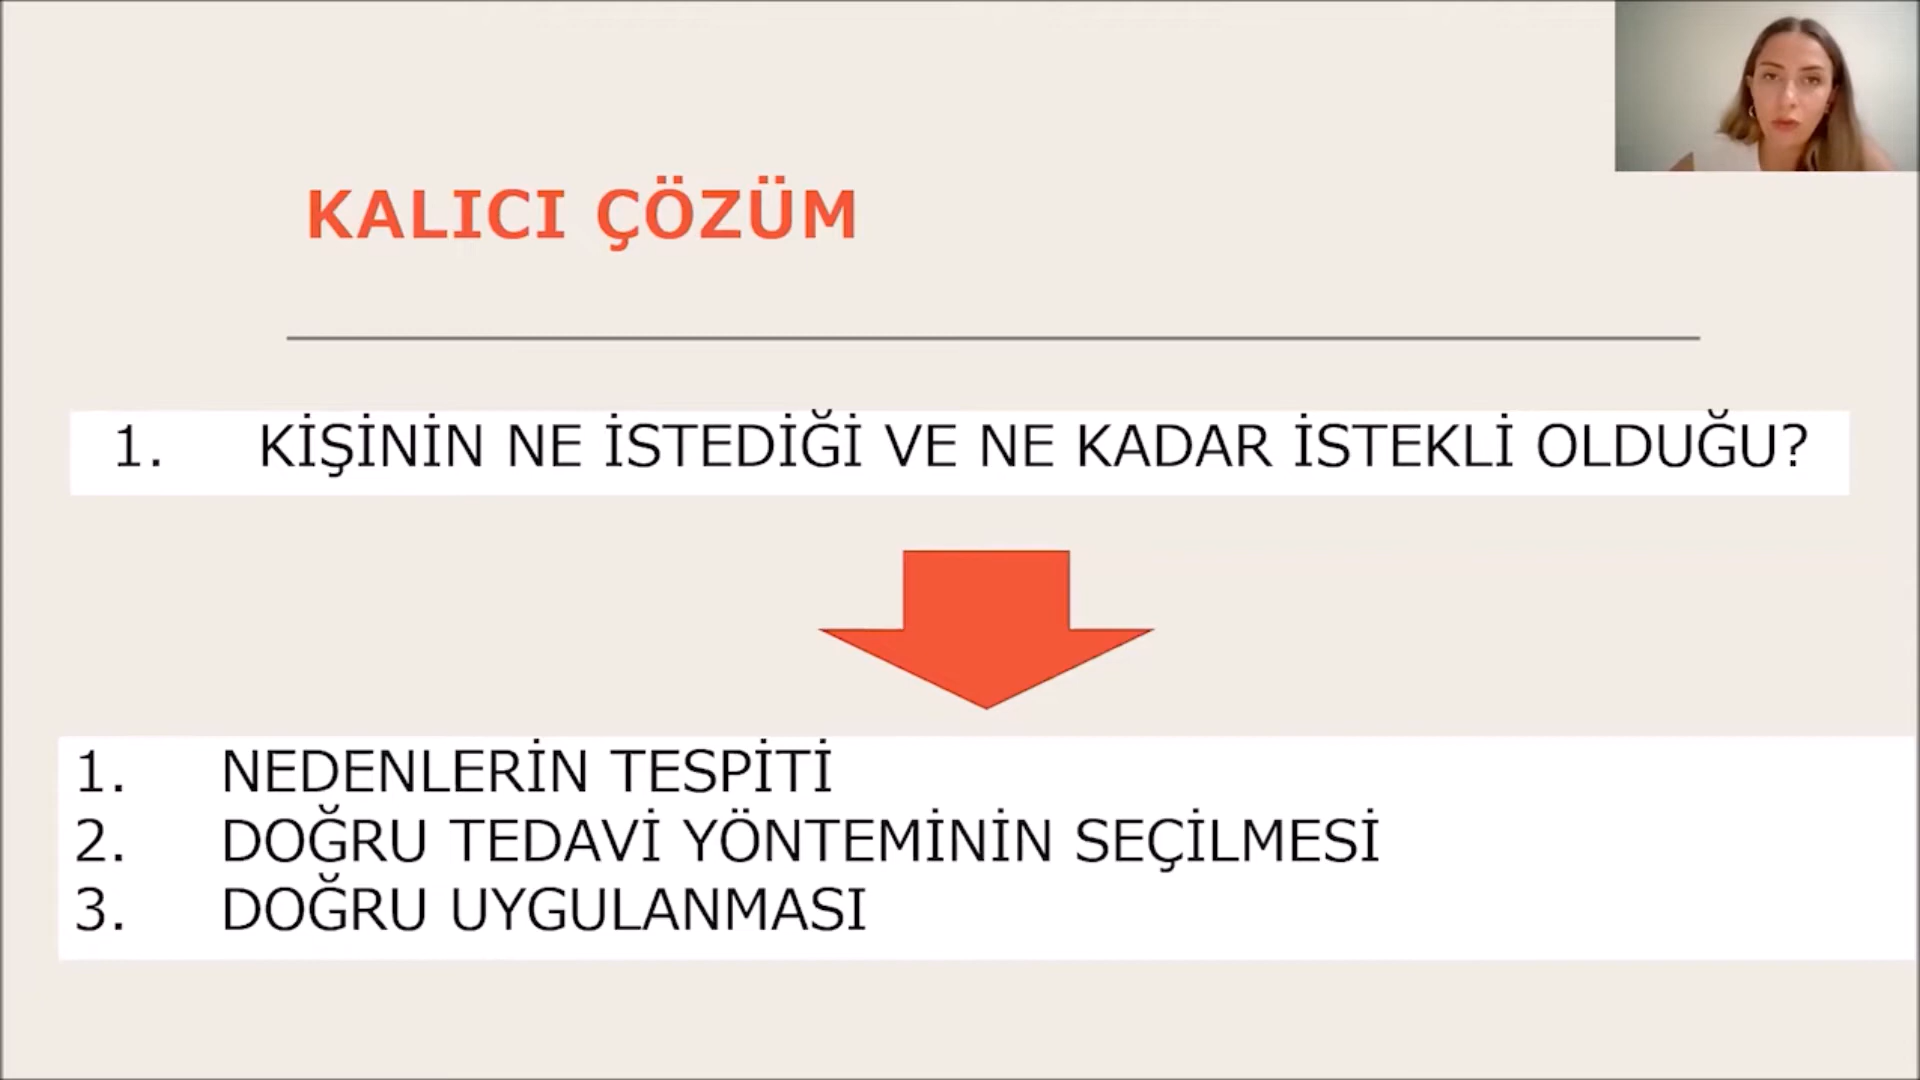 KALICI ÇÖZÜM
1. KİŞİNİN NE İSTEDİĞİ VE NE KADAR İSTEKLİ OLDUĞU?
1. NEDENLERİN TESPİTİ
2. DOĞRU TEDAVİ YÖNTEMİNİN SEÇİLMESİ
3. DOĞRU UYGULANMASI